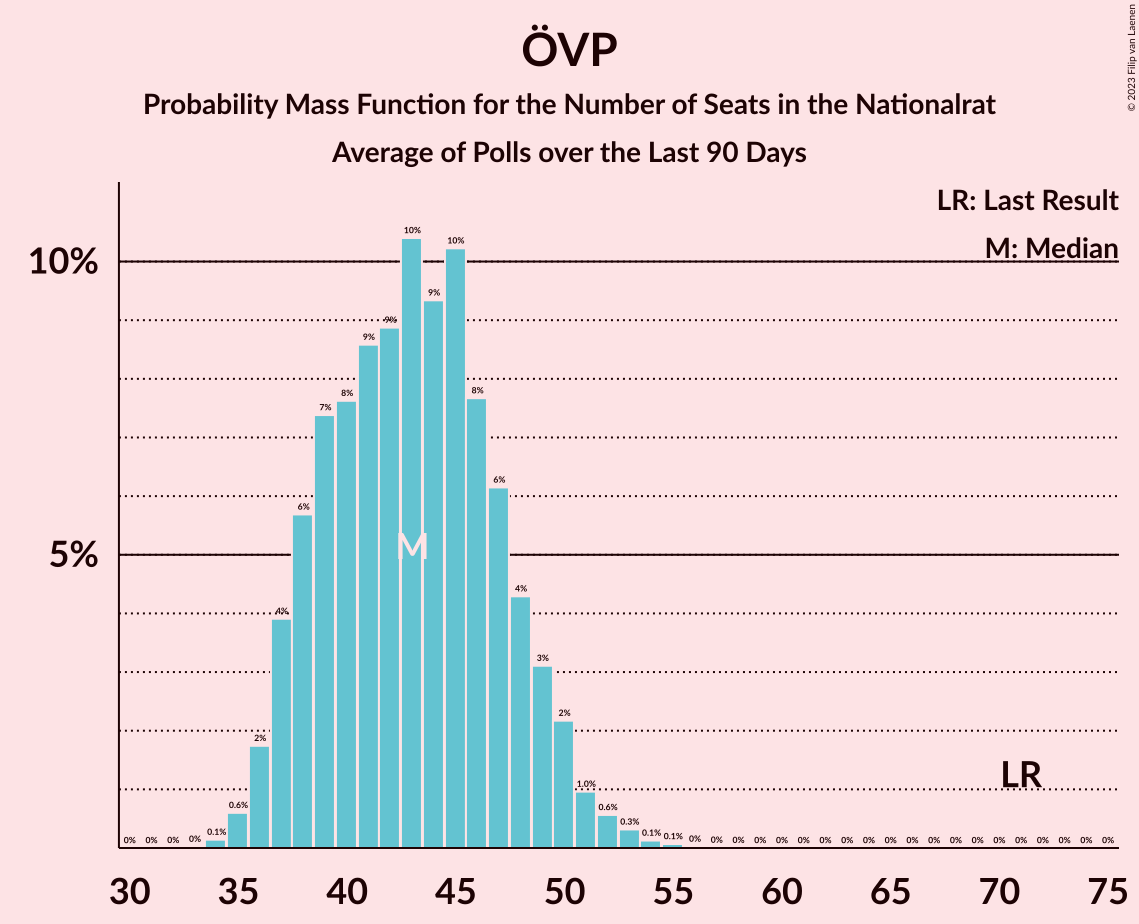 ÖVP
Probability Mass Function for the Number of Seats in the Nationalrat
Average of Polls over the Last 90 Days
© 2023 Filip van Laenen
LR: Last Result
M: Median
10%
5%
0% 0% 0% 0% 0.1% 0.6% 2% 4% 6% 7% 8% 9% 9% 10% 9% 10% 8% 6% 4% 3% 2% 1.0% 0.6% 0.3% 0.1% 0.1% 0% 0% 0% 0% 0% 0% 0% 0% 0% 0% 0% 0% 0% 0% 0% 0% 0% 0% 0% 0%
M
LR
30 35 40 45 50 55 60 65 70 75